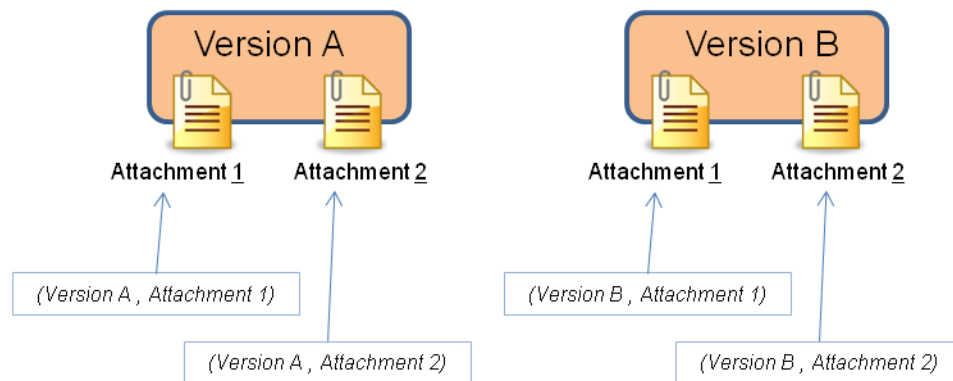 Version A
Version B
Attachment 1
Attachment 2
Attachment 1
Attachment 2
(Version A , Attachment 1)
(Version B , Attachment 1)
(Version A , Attachment 2)
(Version B , Attachment 2)